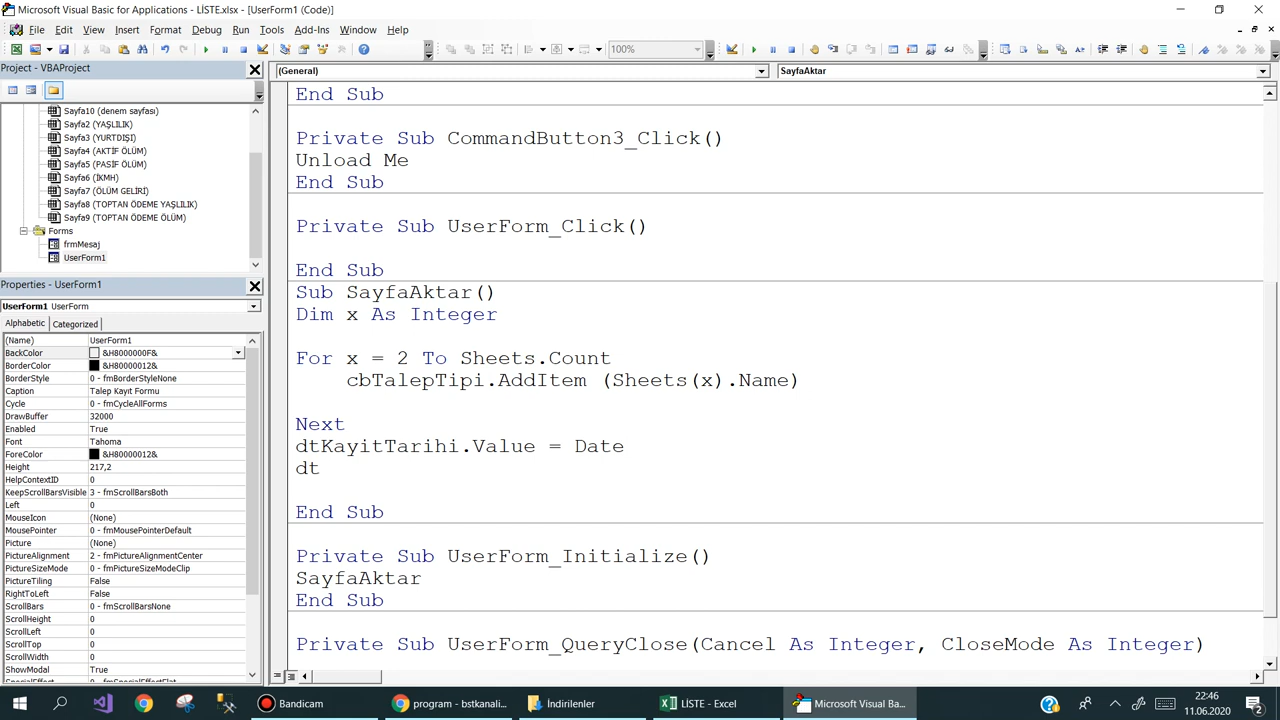 Microsoft Visual Basic for Applications - LİSTE.xlsx - [UserForm1 (Code)]
File Edit View Insert Format Debug Run Tools Add-Ins Window Help
100%
Project - VBAProject
Sayfa10 (denem sayfası)
Sayfa2 (YAŞLILIK)
Sayfa3 (YURTDIŞI)
Sayfa4 (AKTİF ÖLÜM)
Sayfa5 (PASİF ÖLÜM)
Sayfa6 (İKMH)
Sayfa7 (ÖLÜM GELİRİ)
Sayfa8 (TOPTAN ÖDEME YAŞLILIK)
Sayfa9 (TOPTAN ÖDEME ÖLÜM)
Forms
frmMesaj
UserForm1
Properties - UserForm1
UserForm1 UserForm
Alphabetic Categorized
(Name) UserForm1
BackColor &H8000000F&
BorderColor &H80000012&
BorderStyle 0 - fmBorderStyleNone
Caption Talep Kayıt Formu
Cycle 0 - fmCycleAllForms
DrawBuffer 32000
Enabled True
Font Tahoma
ForeColor &H80000012&
Height 217,2
HelpContextID 0
KeepScrollBarsVisible 3 - fmScrollBarsBoth
Left 0
MouseIcon (None)
MousePointer 0 - fmMousePointerDefault
Picture (None)
PictureAlignment 2 - fmPictureAlignmentCenter
PictureSizeMode 0 - fmPictureSizeModeClip
PictureTiling False
RightToLeft False
ScrollBars 0 - fmScrollBarsNone
ScrollHeight 0
ScrollLeft 0
ScrollTop 0
ScrollWidth 0
ShowModal True
SpecialEffect 0 - fmSpecialEffectFlat
(General) SayfaAktar
End Sub
Private Sub CommandButton3_Click()
Unload Me
End Sub
Private Sub UserForm_Click()
End Sub
Sub SayfaAktar()
Dim x As Integer
For x = 2 To Sheets.Count
cbTalepTipi.AddItem (Sheets(x).Name)
Next
dtKayitTarihi.Value = Date
dt
End Sub
Private Sub UserForm_Initialize()
SayfaAktar
End Sub
Private Sub UserForm_QueryClose(Cancel As Integer, CloseMode As Integer)
Bandicam
program - bstkanali...
İndirilenler
LİSTE - Excel
Microsoft Visual Ba...
22:46
11.06.2020
2